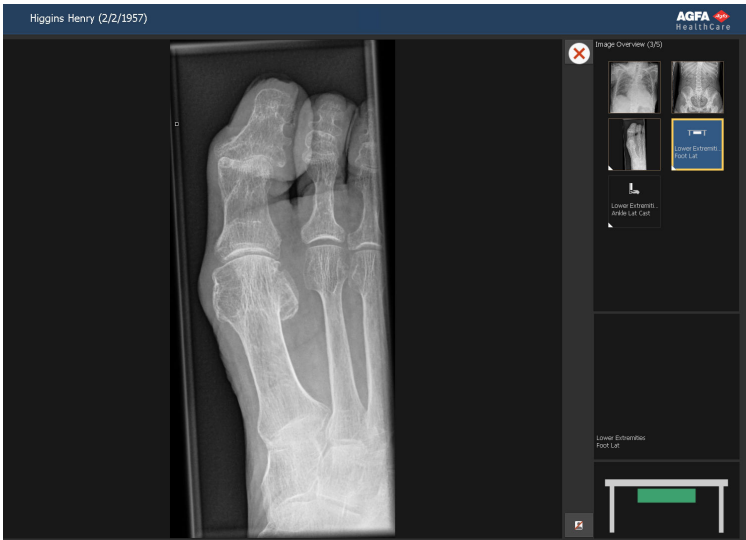 Higgins Henry (2/2/1957)
AGFA Agfa
HealthCare
Image Overview (3/5)
Lower Extremiti..
Foot Lat
Lower Extremiti..
Ankle Lat Cast
Lower Extremities
Foot Lat